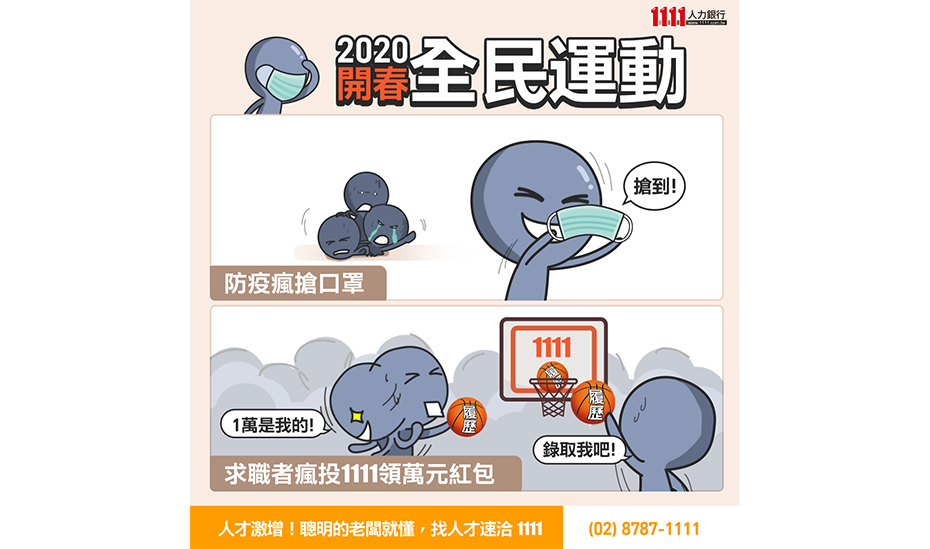 1111人力銀行
www.1111.com.tw
2020
開春
全民運動
搶到!
防疫瘋搶口罩
1111
履歷
履歷
履歷
1萬是我的!
錄取我吧!
求職者瘋投1111領萬元紅包
人才激增！聰明的老闆就懂，找人才速洽 1111
(02) 8787-1111